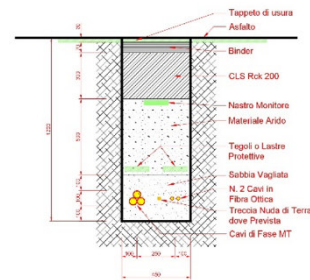 Tappeto di usura
Asfalto
Binder
CLS Rck 200
Nastro Monitore
Materiale Arido
Tegoli o Lastre
Protettive
Sabbia Vagliata
N. 2 Cavi in
Fibra Ottica
Treccia Nuda di Terra
dove Prevista
Cavi di Fase MT